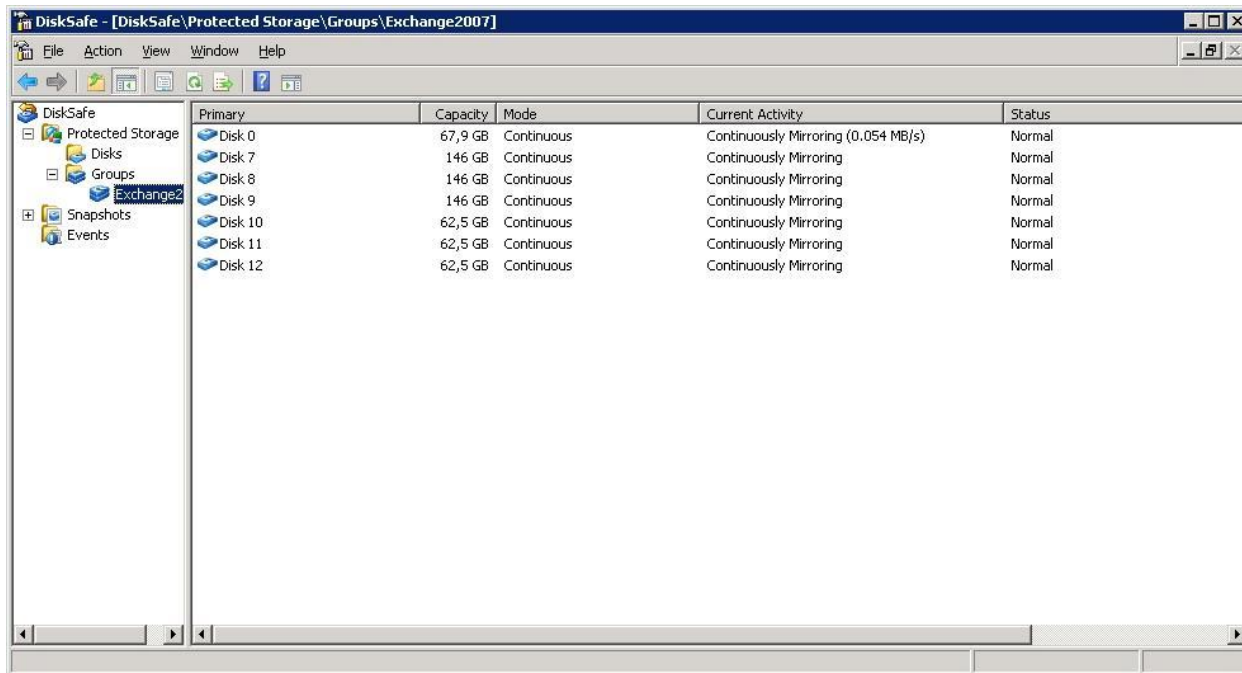 DiskSafe - [DiskSafe\Protected Storage\Groups\Exchange2007]
File Action View Window Help
DiskSafe
Protected Storage
Disks
Groups
Exchange2
Snapshots
Events
Primary Capacity Mode Current Activity Status
Disk 0 67,9 GB Continuous Continuously Mirroring (0.054 MB/s) Normal
Disk 7 146 GB Continuous Continuously Mirroring Normal
Disk 8 146 GB Continuous Continuously Mirroring Normal
Disk 9 146 GB Continuous Continuously Mirroring Normal
Disk 10 62,5 GB Continuous Continuously Mirroring Normal
Disk 11 62,5 GB Continuous Continuously Mirroring Normal
Disk 12 62,5 GB Continuous Continuously Mirroring Normal